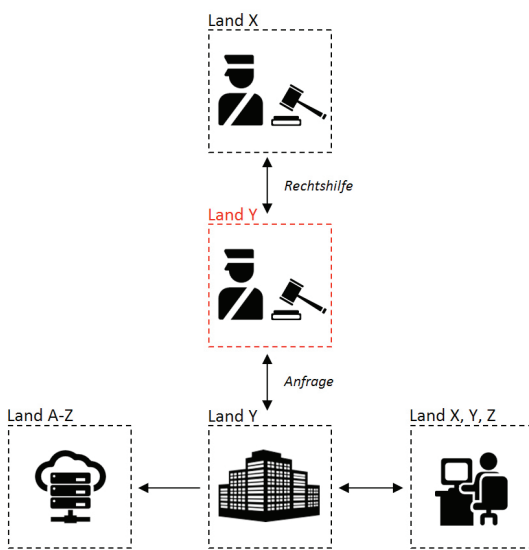 Land X
Rechtshilfe
Land Y
Anfrage
Land A-Z
Land Y
Land X, Y, Z